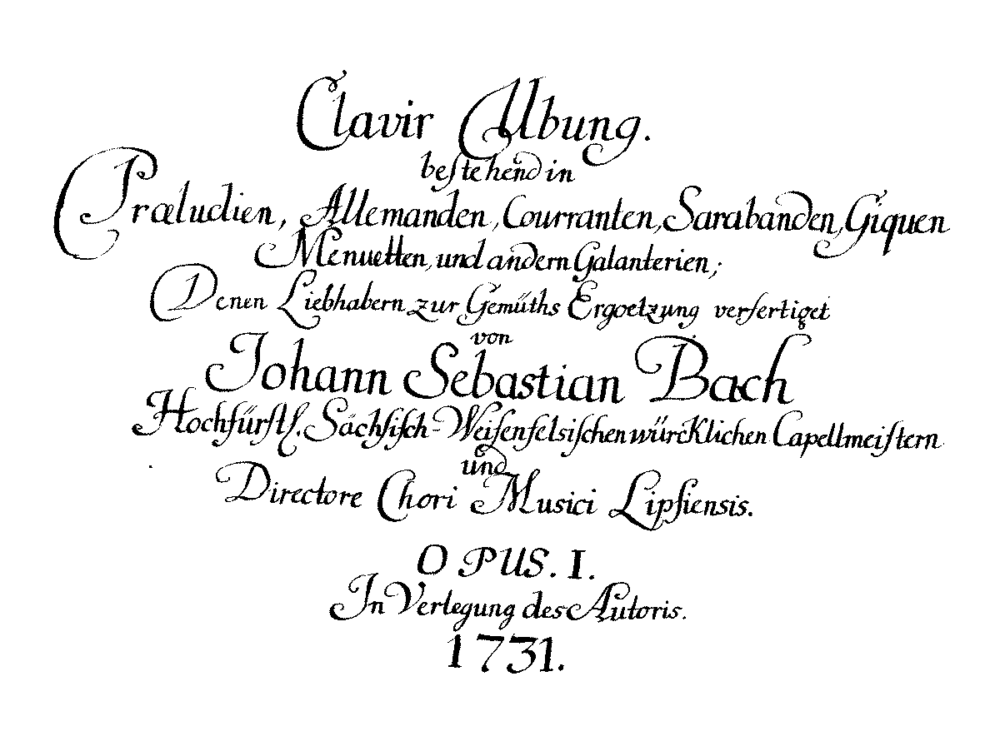 Clavir Ubung.
bestehend in
Præludien, Allemanden, Courranten, Sarabanden, Giquen
Menuetten, und andern Galanterien;
Denen Liebhabern zur Gemüths Ergoetzung verfertiget
von
Johann Sebastian Bach
Hochfürstl. Sächsisch-Weisenfelsischen würcklichen Capellmeistern
und
Directore Chori Musici Lipsiensis.
OPUS. I.
In Verlegung des Autoris.
1731.